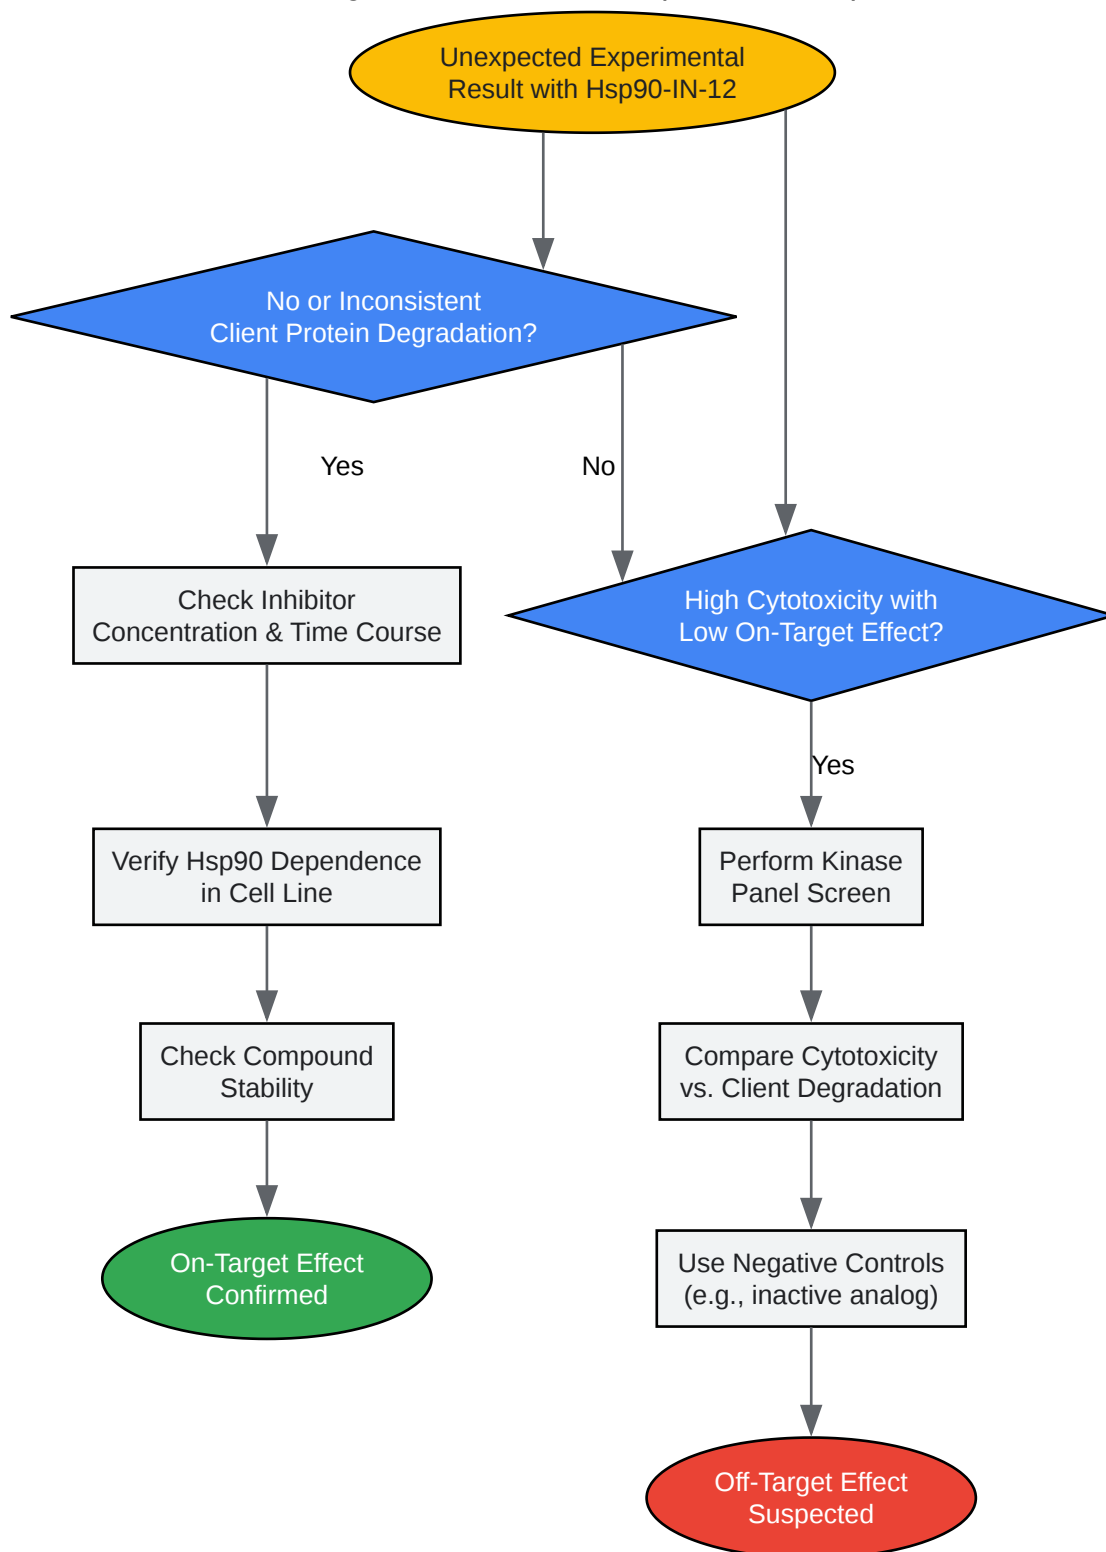 Unexpected Experimental
Result with Hsp90-IN-12
No or Inconsistent
Client Protein Degradation?
Yes
No
Check Inhibitor
Concentration & Time Course
High Cytotoxicity with
Low On-Target Effect?
Yes
Verify Hsp90 Dependence
in Cell Line
Perform Kinase
Panel Screen
Check Compound
Stability
Compare Cytotoxicity
vs. Client Degradation
On-Target Effect
Confirmed
Use Negative Controls
(e.g., inactive analog)
Off-Target Effect
Suspected